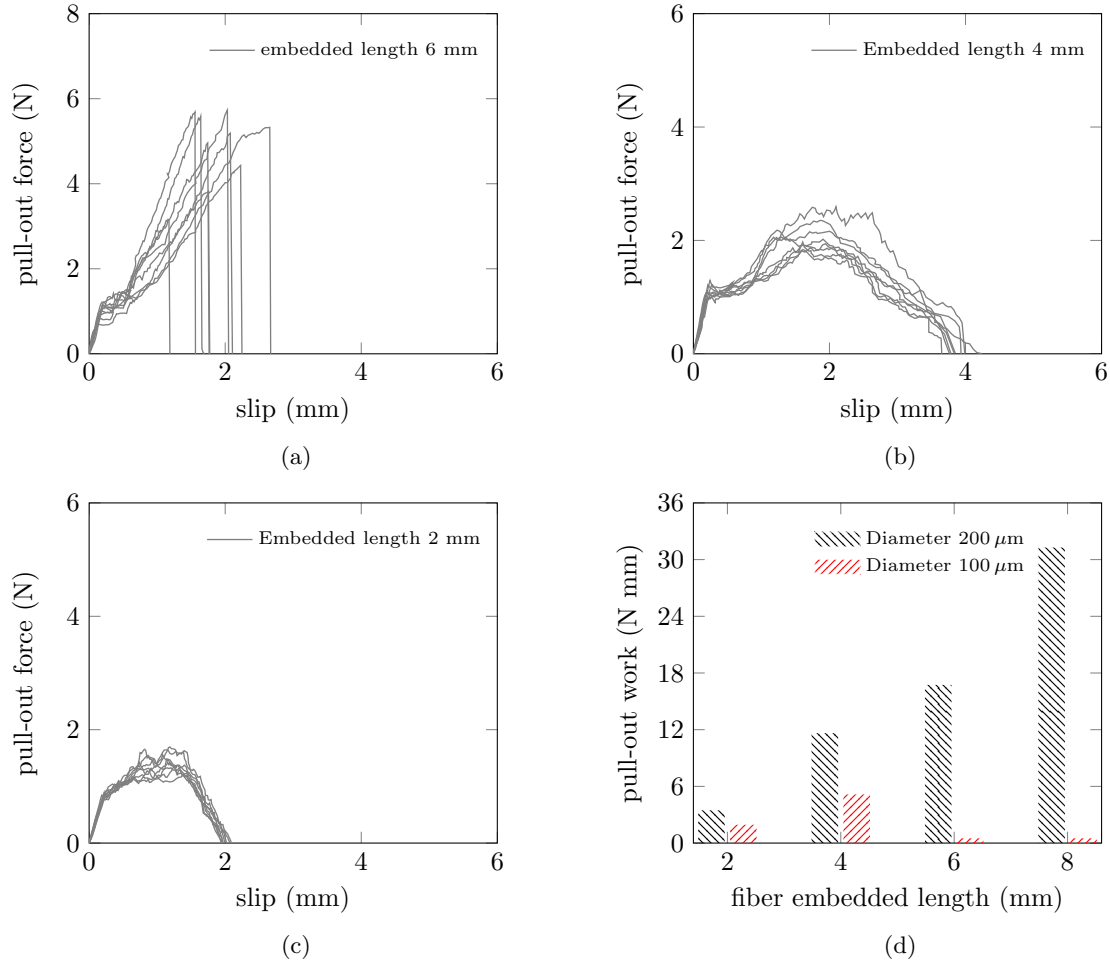 8
6
4
2
0
pull-out force (N)
embedded length 6 mm
0 2 4 6
slip (mm)
(a)
6
4
2
0
pull-out force (N)
Embedded length 4 mm
0 2 4 6
slip (mm)
(b)
6
4
2
0
pull-out force (N)
Embedded length 2 mm
0 2 4 6
slip (mm)
(c)
36
30
24
18
12
6
0
pull-out work (N mm)
Diameter 200 μm
Diameter 100 μm
2 4 6 8
fiber embedded length (mm)
(d)